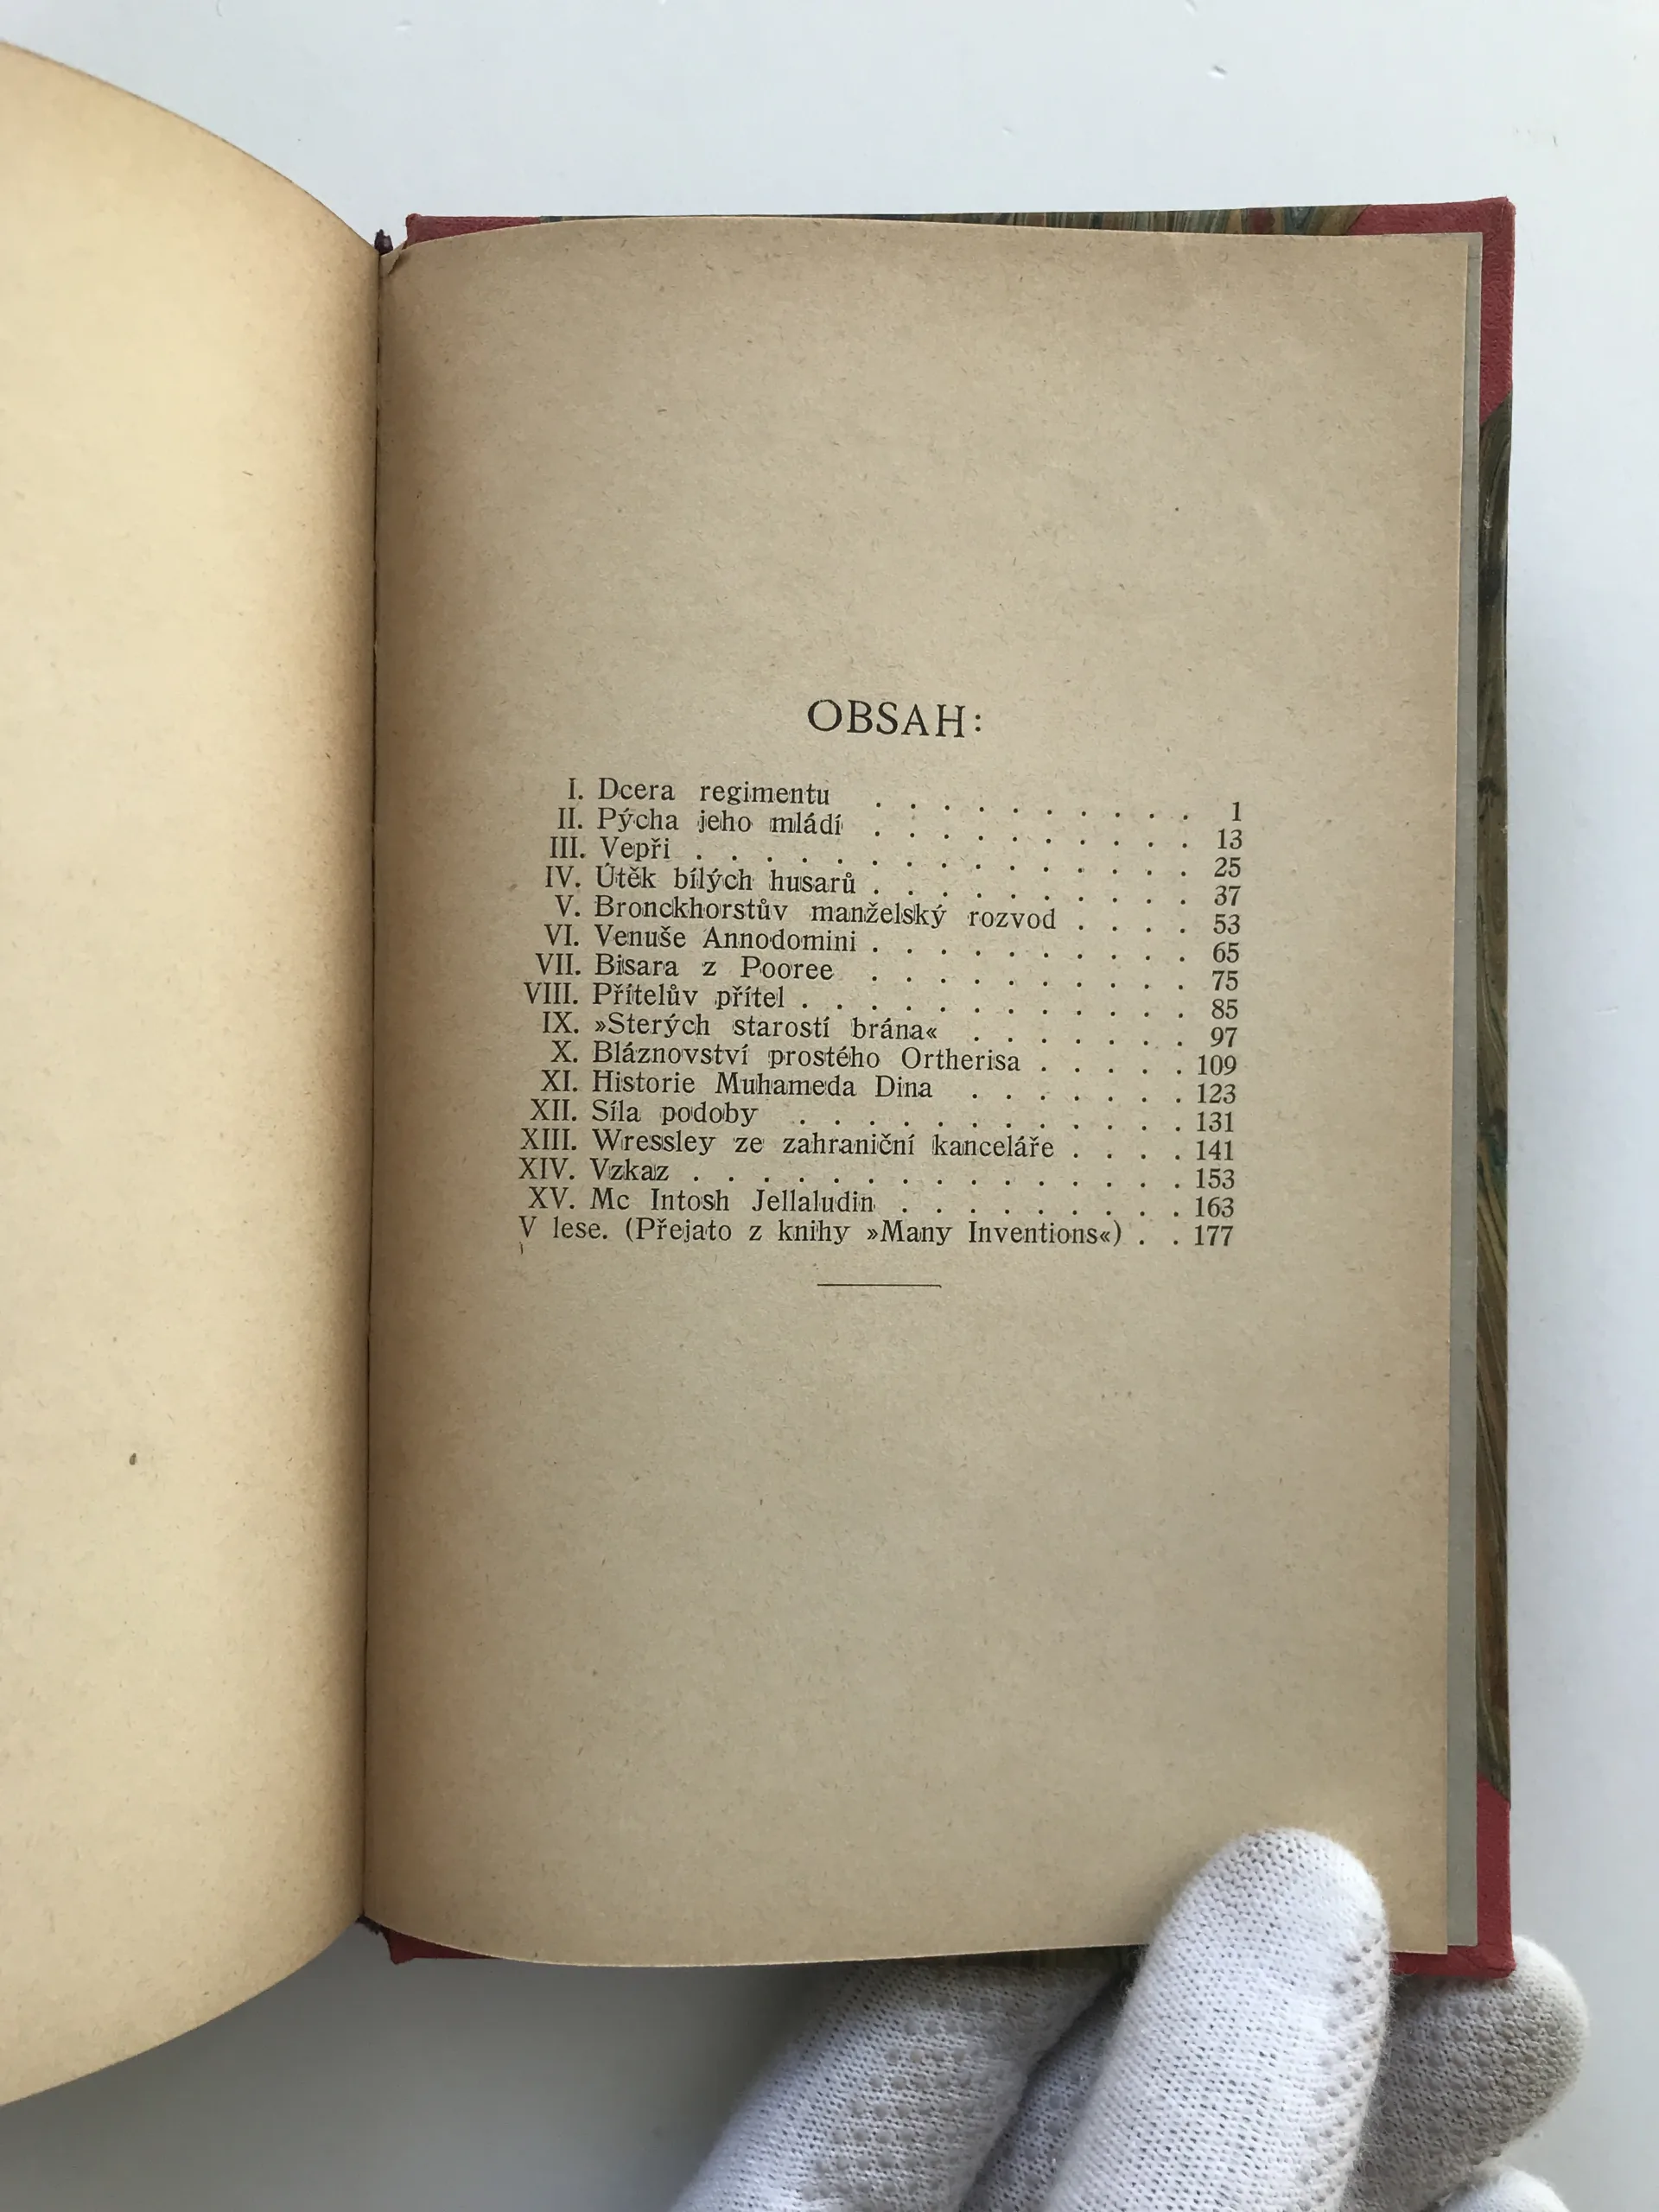 OBSAH:
I. Dcera regimentu . . . . . . . . . . 1
II. Pýcha jeho mládí . . . . . . . . . . 13
III. Vepři . . . . . . . . . . . . . . . 25
IV. Útěk bílých husarů . . . . . . . . . . 37
V. Bronckhorstův manželský rozvod . . . . 53
VI. Venuše Annodomini . . . . . . . . . . 65
VII. Bisara z Pooree . . . . . . . . . . 75
VIII. Přítelův přítel . . . . . . . . . . . . 85
IX. »Sterých starostí brána« . . . . . . . 97
X. Bláznovství prostého Ortherisa . . . . . 109
XI. Historie Muhameda Dina . . . . . . . 123
XII. Síla podoby . . . . . . . . . . . . 131
XIII. Wressley ze zahraniční kanceláře . . . . 141
XIV. Vzkaz . . . . . . . . . . . . . . . 153
XV. Mc Intosh Jellaludin . . . . . . . . . 163
V lese. (Přejato z knihy »Many Inventions«) . . 177